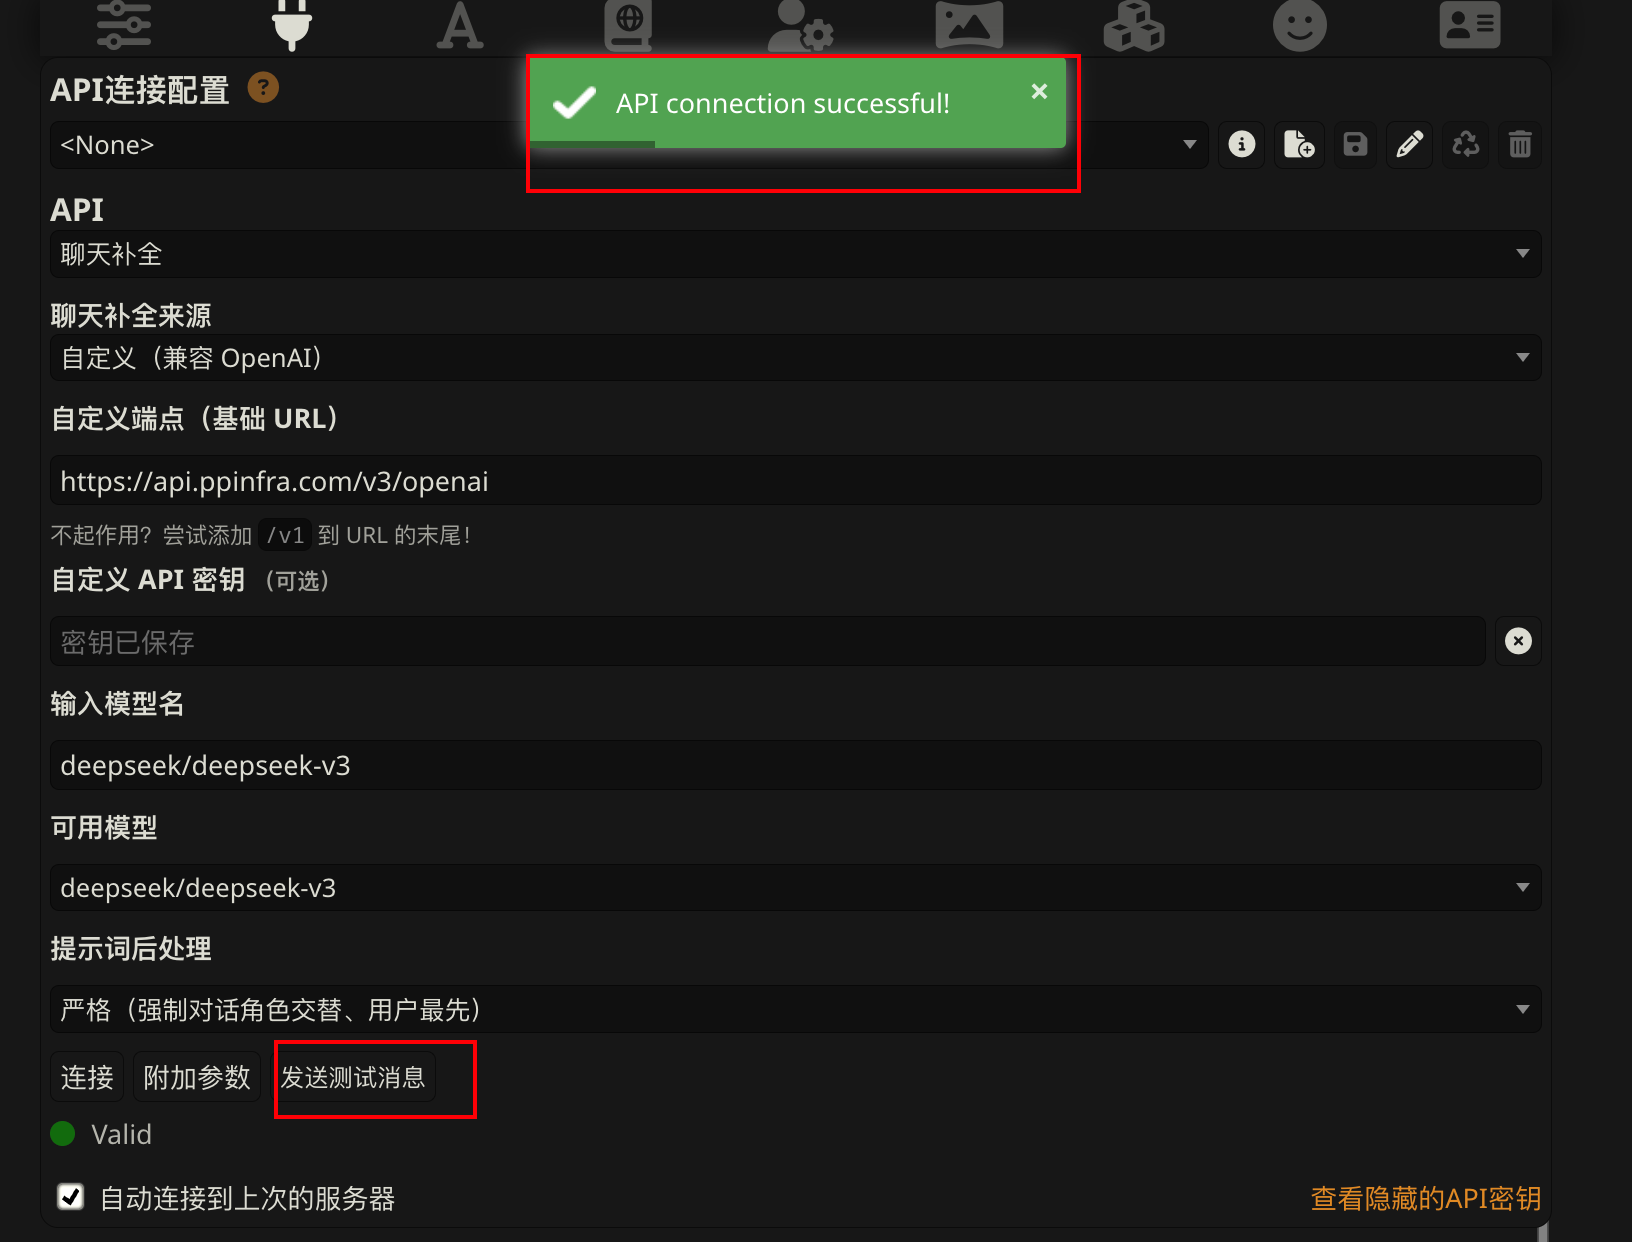 API连接配置 ?
API connection successful!
<None>
API
聊天补全
聊天补全来源
自定义（兼容 OpenAI）
自定义端点（基础 URL）
https://api.ppinfra.com/v3/openai
不起作用？尝试添加 /v1 到 URL 的末尾！
自定义 API 密钥 （可选）
密钥已保存
输入模型名
deepseek/deepseek-v3
可用模型
deepseek/deepseek-v3
提示词后处理
严格（强制对话角色交替、用户最先）
连接 附加参数 发送测试消息
Valid
自动连接到上次的服务器 查看隐藏的API密钥